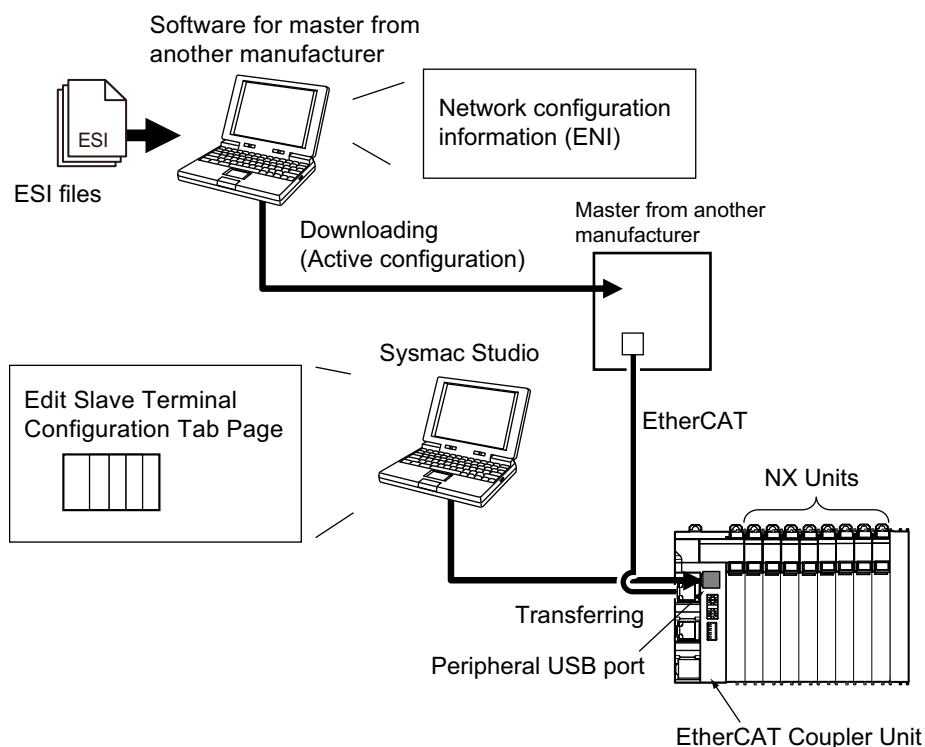 Software for master from
another manufacturer
Network configuration
information (ENI)
ESI
ESI files
Master from another
manufacturer
Downloading
(Active configuration)
Sysmac Studio
Edit Slave Terminal
Configuration Tab Page
EtherCAT
NX Units
Transferring
Peripheral USB port
EtherCAT Coupler Unit